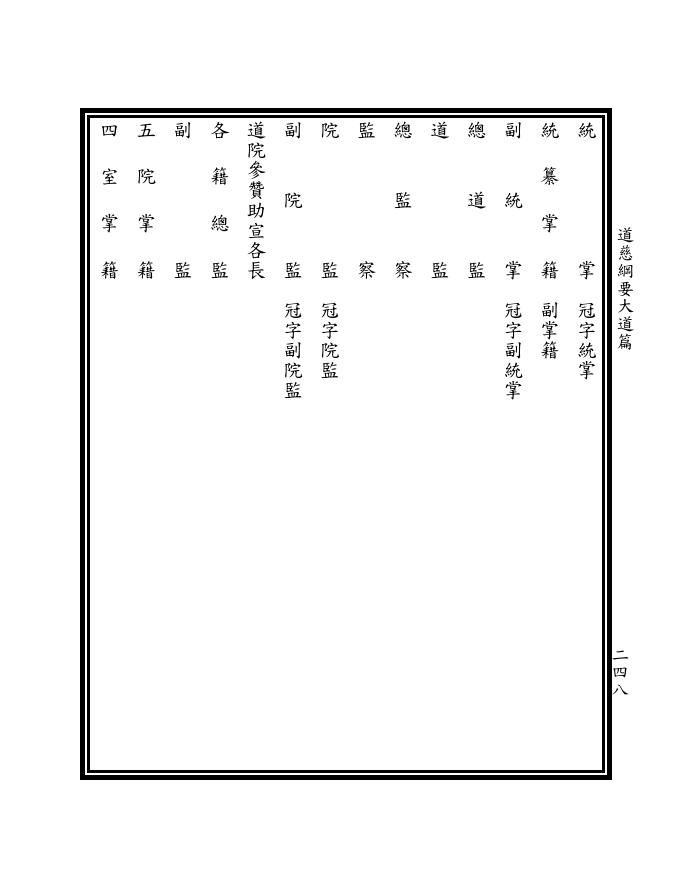 道慈綱要大道篇
統掌 冠字統掌
統纂掌籍 副掌籍
副統掌 冠字副統掌
總道監
道監
總監察
監察
院監 冠字院監
副院監 冠字副院監
道院參贊助宣各長
各籍總監
副監
五院掌籍
四室掌籍
二四八